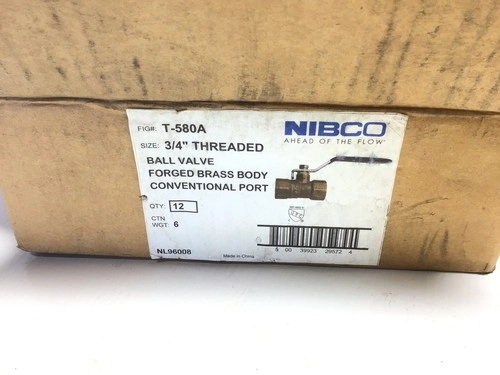 FIG#: T-580A
SIZE: 3/4" THREADED
BALL VALVE
FORGED BRASS BODY
CONVENTIONAL PORT
QTY: 12
CTN
WGT: 6
NL96008
NIBCO
AHEAD OF THE FLOW
Made in China